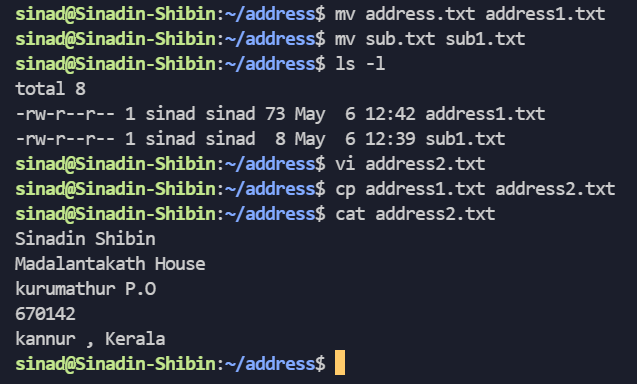 sinad@Sinadin-Shibin:~/address$ mv address.txt address1.txt
sinad@Sinadin-Shibin:~/address$ mv sub.txt sub1.txt
sinad@Sinadin-Shibin:~/address$ ls -l
total 8
-rw-r--r-- 1 sinad sinad 73 May  6 12:42 address1.txt
-rw-r--r-- 1 sinad sinad  8 May  6 12:39 sub1.txt
sinad@Sinadin-Shibin:~/address$ vi address2.txt
sinad@Sinadin-Shibin:~/address$ cp address1.txt address2.txt
sinad@Sinadin-Shibin:~/address$ cat address2.txt
Sinadin Shibin
Madalantakath House
kurumathur P.O
670142
kannur , Kerala
sinad@Sinadin-Shibin:~/address$